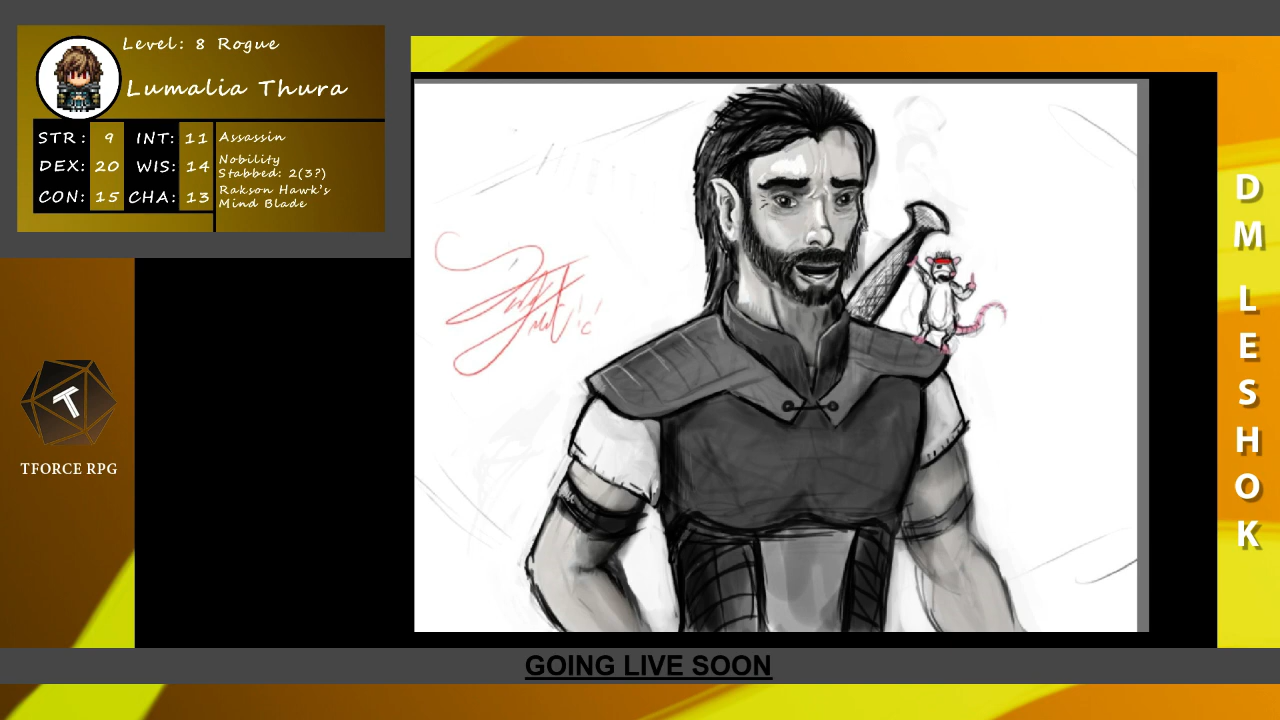 Level: 8 Rogue
Lumalia Thura
STR: 9 INT: 11
DEX: 20 WIS: 14
CON: 15 CHA: 13
Assassin
Nobility
Stabbed: 2(3?)
Rakson Hawk's
Mind Blade
T
TFORCE RPG
DM LESHOK
GOING LIVE SOON